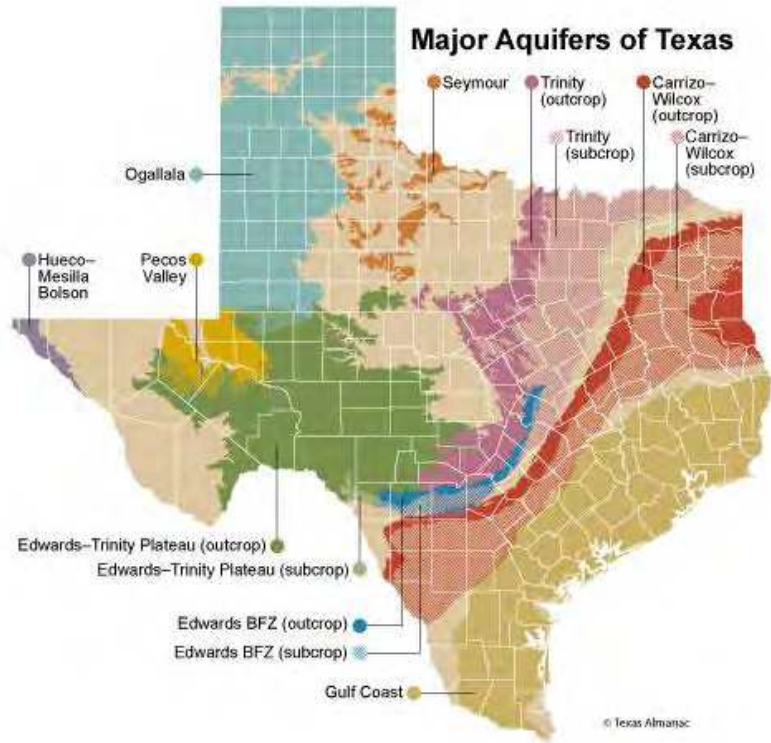 Major Aquifers of Texas
Seymour
Trinity
(outcrop)
Carrizo–
Wilcox
(outcrop)
Trinity
(subcrop)
Carrizo–
Wilcox
(subcrop)
Ogallala
Hueco–
Mesilla
Bolson
Pecos
Valley
Edwards–Trinity Plateau (outcrop)
Edwards–Trinity Plateau (subcrop)
Edwards BFZ (outcrop)
Edwards BFZ (subcrop)
Gulf Coast
© Texas Almanac